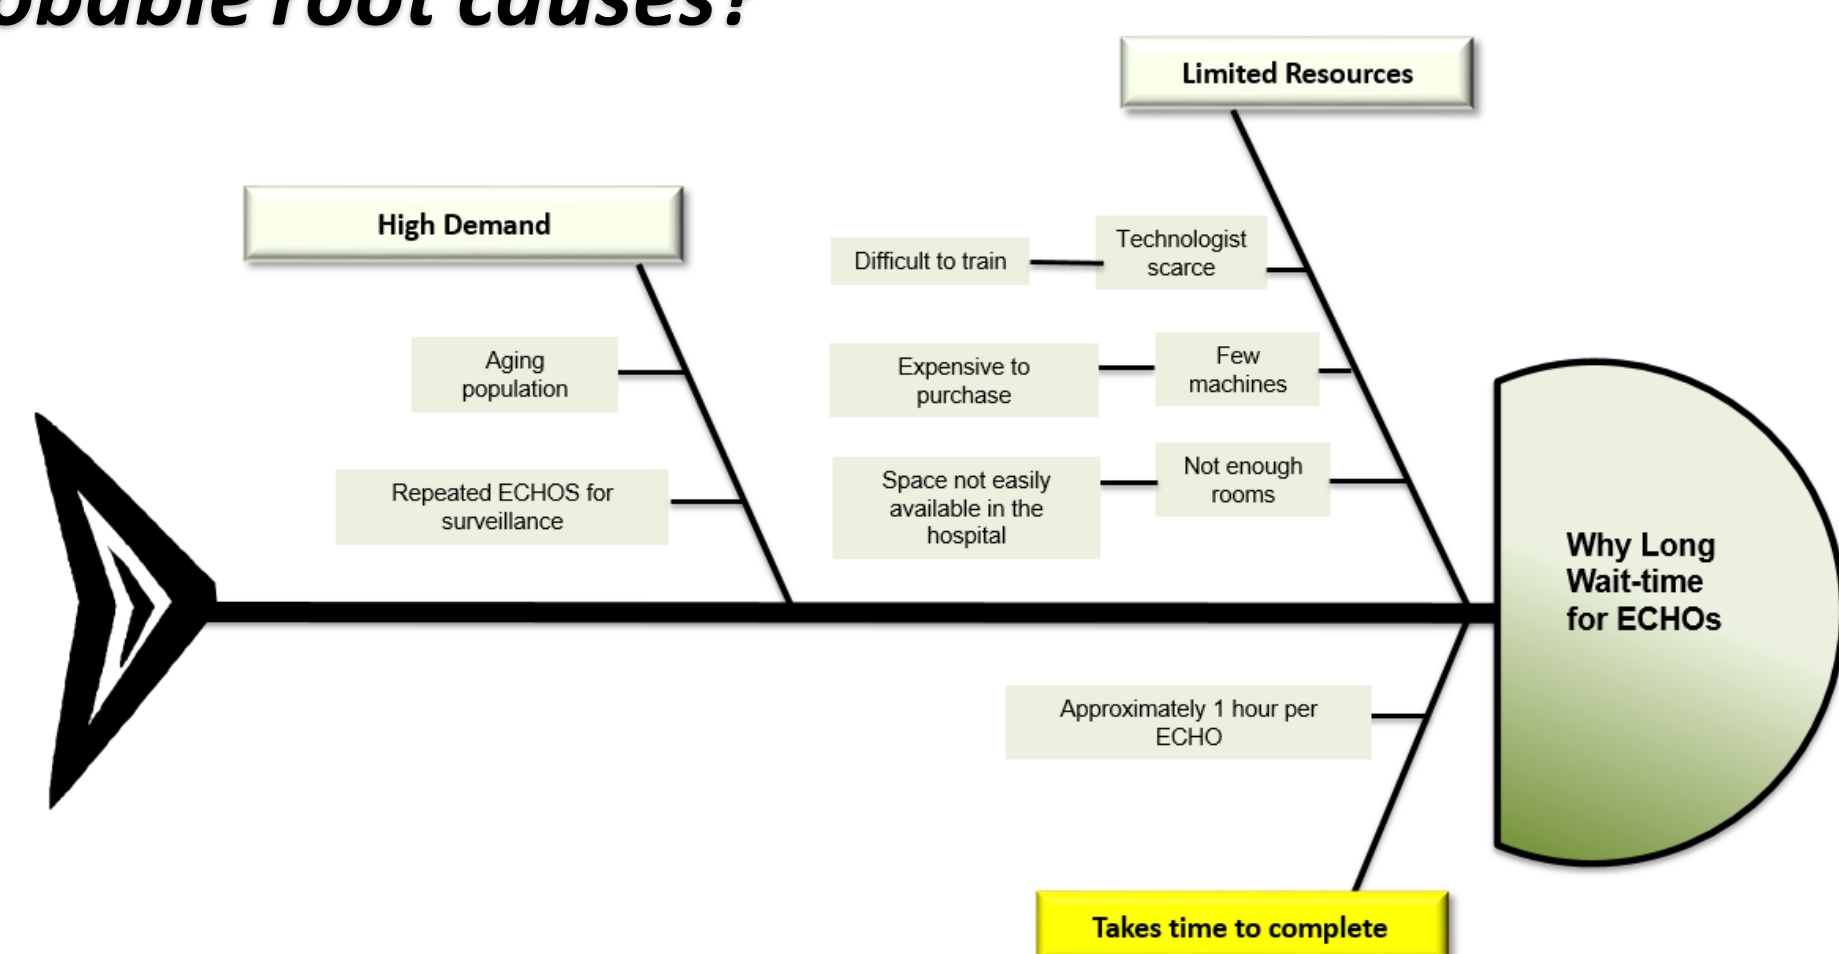 root causes?
Limited Resources
High Demand
Technologist
scarce
Difficult to train
Few
machines
Expensive to
purchase
Aging
population
Not enough
rooms
Space not easily
available in the
hospital
Repeated ECHOS for
surveillance
Why Long
Wait-time
for ECHOs
Approximately 1 hour per
ECHO
Takes time to complete